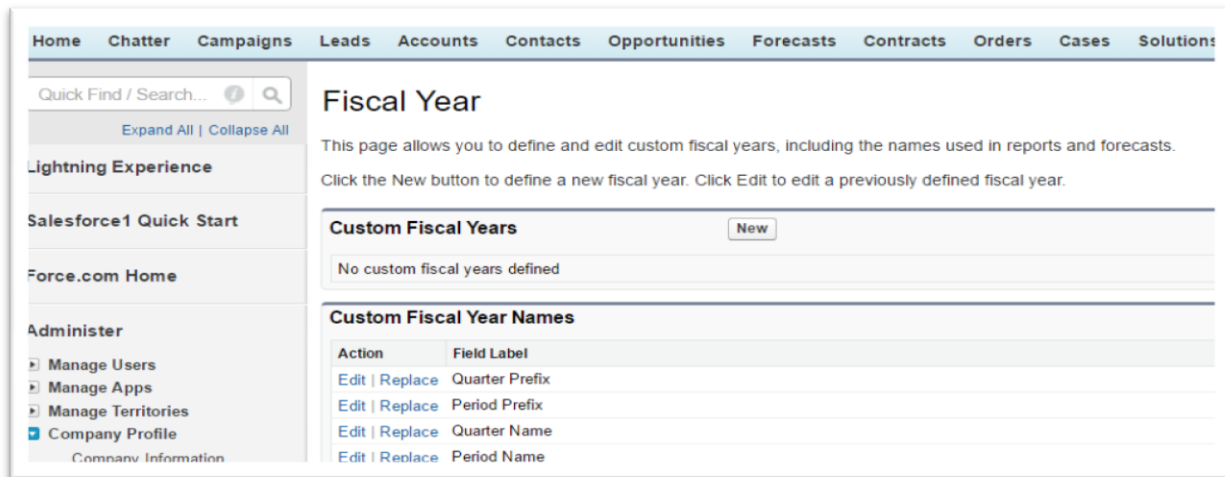 Home Chatter Campaigns Leads Accounts Contacts Opportunities Forecasts Contracts Orders Cases Solutions
Quick Find / Search...
Expand All | Collapse All
Lightning Experience
Salesforce1 Quick Start
Force.com Home
Administer
Manage Users
Manage Apps
Manage Territories
Company Profile
Company Information
Fiscal Year
This page allows you to define and edit custom fiscal years, including the names used in reports and forecasts.
Click the New button to define a new fiscal year. Click Edit to edit a previously defined fiscal year.
Custom Fiscal Years New
No custom fiscal years defined
Custom Fiscal Year Names
Action Field Label
Edit | Replace Quarter Prefix
Edit | Replace Period Prefix
Edit | Replace Quarter Name
Edit | Replace Period Name